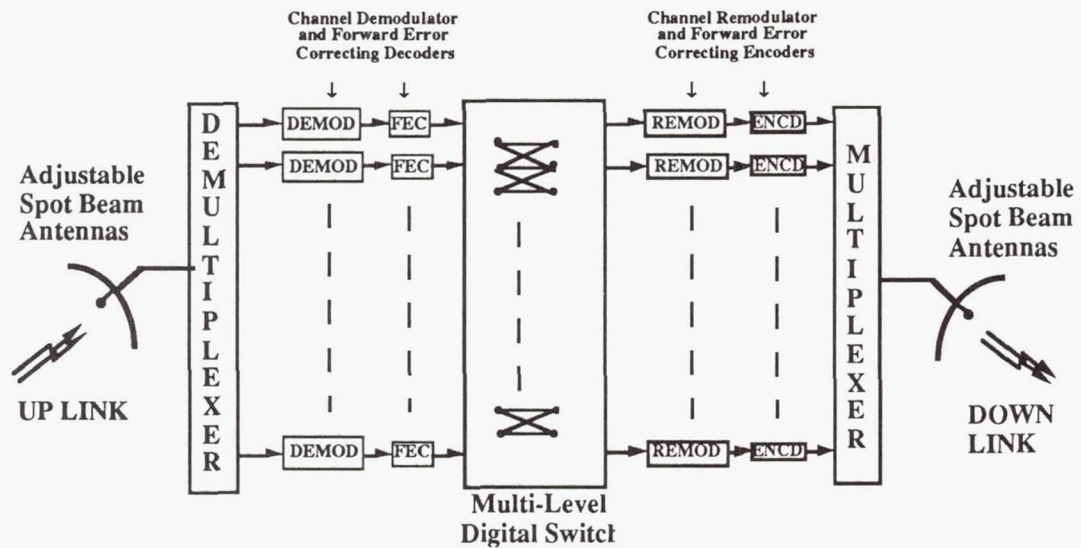 Channel Demodulator
and Forward Error
Correcting Decoders
Channel Remodulator
and Forward Error
Correcting Encoders
DEMULTIPLEXER
DEMOD FEC
REMOD ENCD
DEMOD FEC
REMOD ENCD
MULTIPLEXER
Adjustable
Spot Beam
Antennas
Adjustable
Spot Beam
Antennas
UP LINK
DOWN
LINK
DEMOD FEC
REMOD ENCD
Multi-Level
Digital Switch